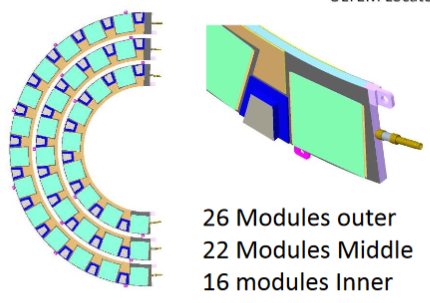 26 Modules outer
22 Modules Middle
16 modules Inner